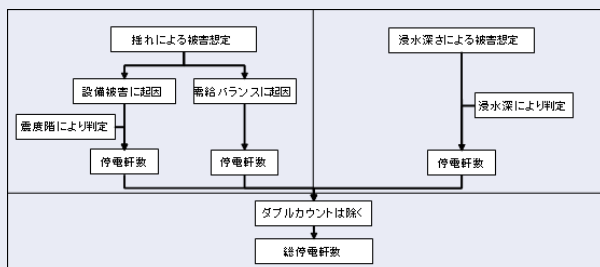 揺れによる被害想定
浸水深さによる被害想定
設備被害に起因
需給バランスに起因
震度階により判定
浸水深により判定
停電軒数
停電軒数
停電軒数
ダブルカウントは除く
総停電軒数